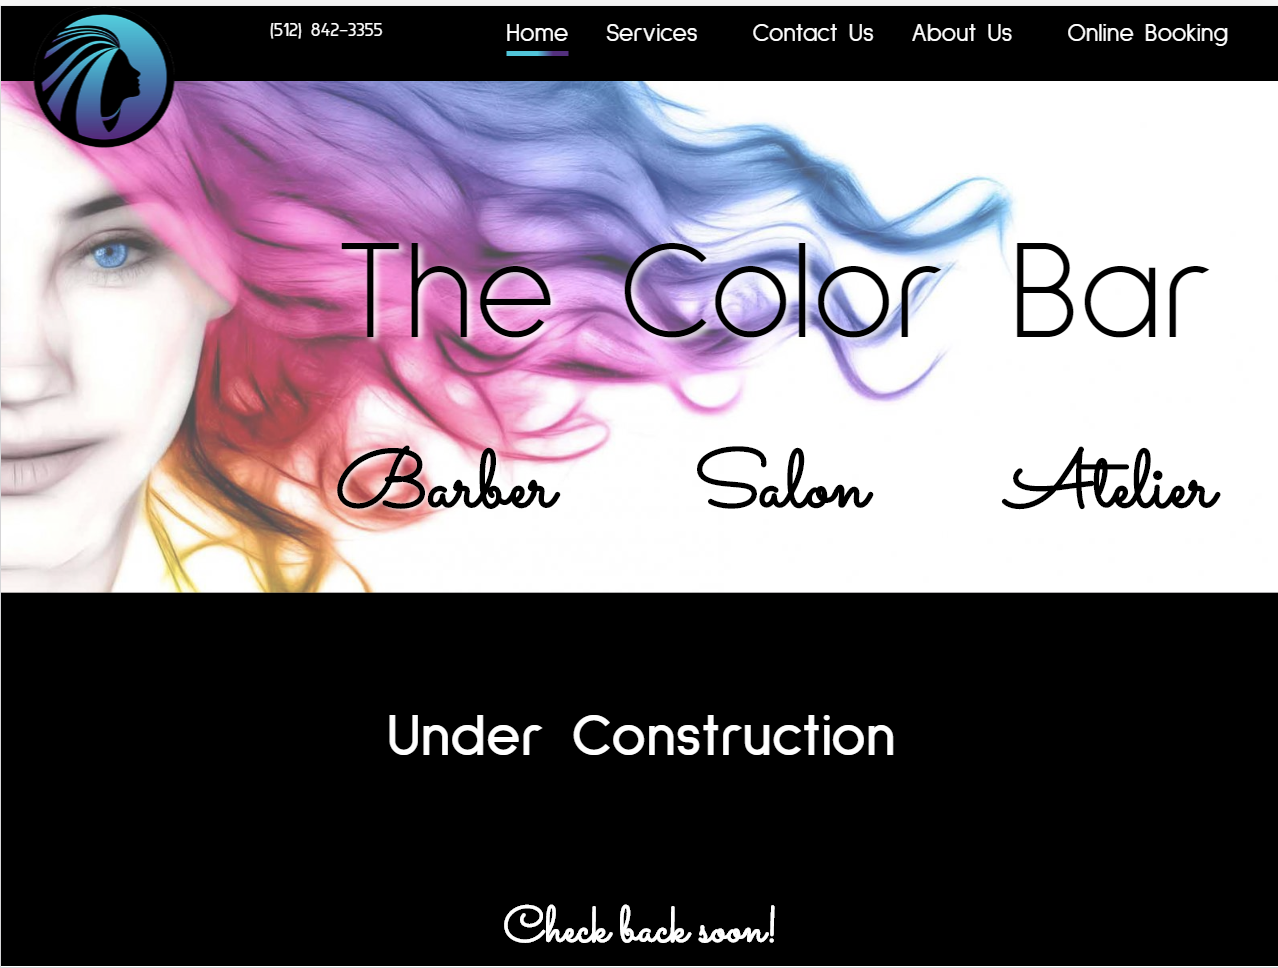 (512) 842-3355 Home Services Contact Us About Us Online Booking
The Color Bar
Barber Salon Atelier
Under Construction
Check back soon!